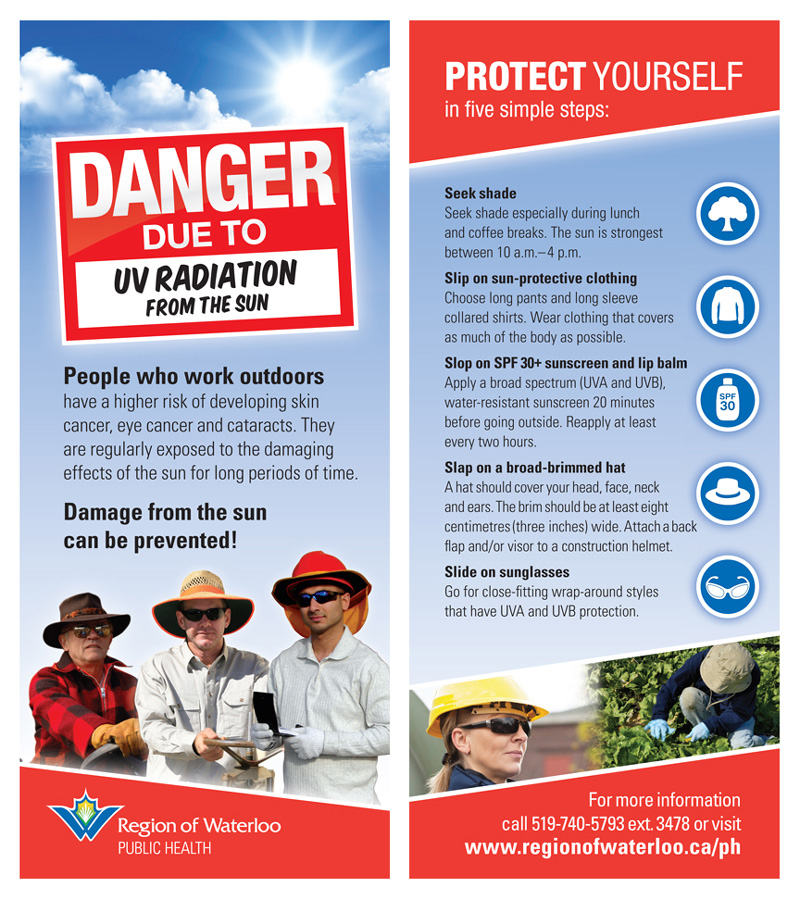 DANGER
DUE TO
UV RADIATION
FROM THE SUN
People who work outdoors
have a higher risk of developing skin
cancer, eye cancer and cataracts. They
are regularly exposed to the damaging
effects of the sun for long periods of time.
Damage from the sun
can be prevented!
Region of Waterloo
PUBLIC HEALTH
PROTECT YOURSELF
in five simple steps:
Seek shade
Seek shade especially during lunch
and coffee breaks. The sun is strongest
between 10 a.m.–4 p.m.
Slip on sun-protective clothing
Choose long pants and long sleeve
collared shirts. Wear clothing that covers
as much of the body as possible.
Slop on SPF 30+ sunscreen and lip balm
Apply a broad spectrum (UVA and UVB),
water-resistant sunscreen 20 minutes
before going outside. Reapply at least
every two hours.
SPF
30
Slap on a broad-brimmed hat
A hat should cover your head, face, neck
and ears. The brim should be at least eight
centimetres (three inches) wide. Attach a back
flap and/or visor to a construction helmet.
Slide on sunglasses
Go for close-fitting wrap-around styles
that have UVA and UVB protection.
For more information
call 519-740-5793 ext. 3478 or visit
www.regionofwaterloo.ca/ph